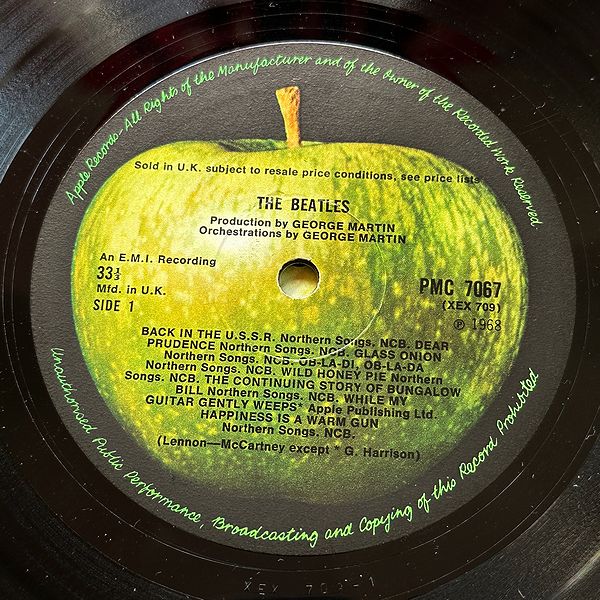 Apple Records-All Rights of the Manufacturer and of the Owner of the Recorded Work Reserved
Sold in U.K. subject to resale price conditions, see price lists
THE BEATLES
Production by GEORGE MARTIN
Orchestrations by GEORGE MARTIN
An E.M.I. Recording
33⅓
Mfd. in U.K.
SIDE 1
PMC 7067
(XEX 709)
℗ 1968
BACK IN THE U.S.S.R. Northern Songs. NCB. DEAR
PRUDENCE Northern Songs. NCB. GLASS ONION
Northern Songs. NCB. OB-LA-DI, OB-LA-DA
Northern Songs. NCB. WILD HONEY PIE Northern
Songs. NCB. THE CONTINUING STORY OF BUNGALOW
BILL Northern Songs. NCB. WHILE MY
GUITAR GENTLY WEEPS* Apple Publishing Ltd.
HAPPINESS IS A WARM GUN
Northern Songs. NCB.
(Lennon—McCartney except * G. Harrison)
Unauthorised Public Performance, Broadcasting and Copying of this Record Prohibited
XEX 709-1